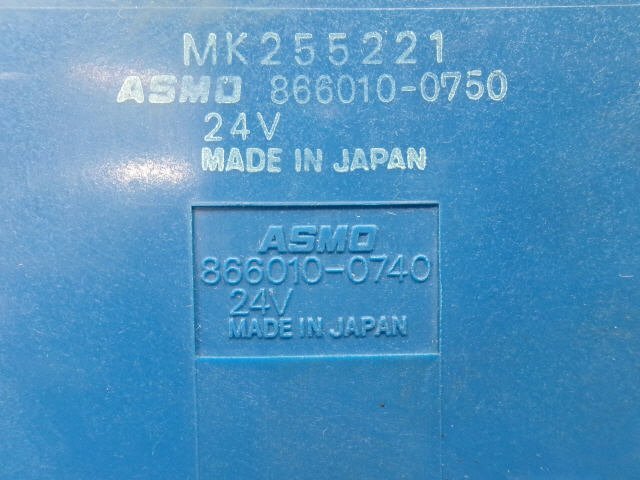 MK255221
ASMO 866010-0750
24V
MADE IN JAPAN
ASMO
866010-0740
24V
MADE IN JAPAN